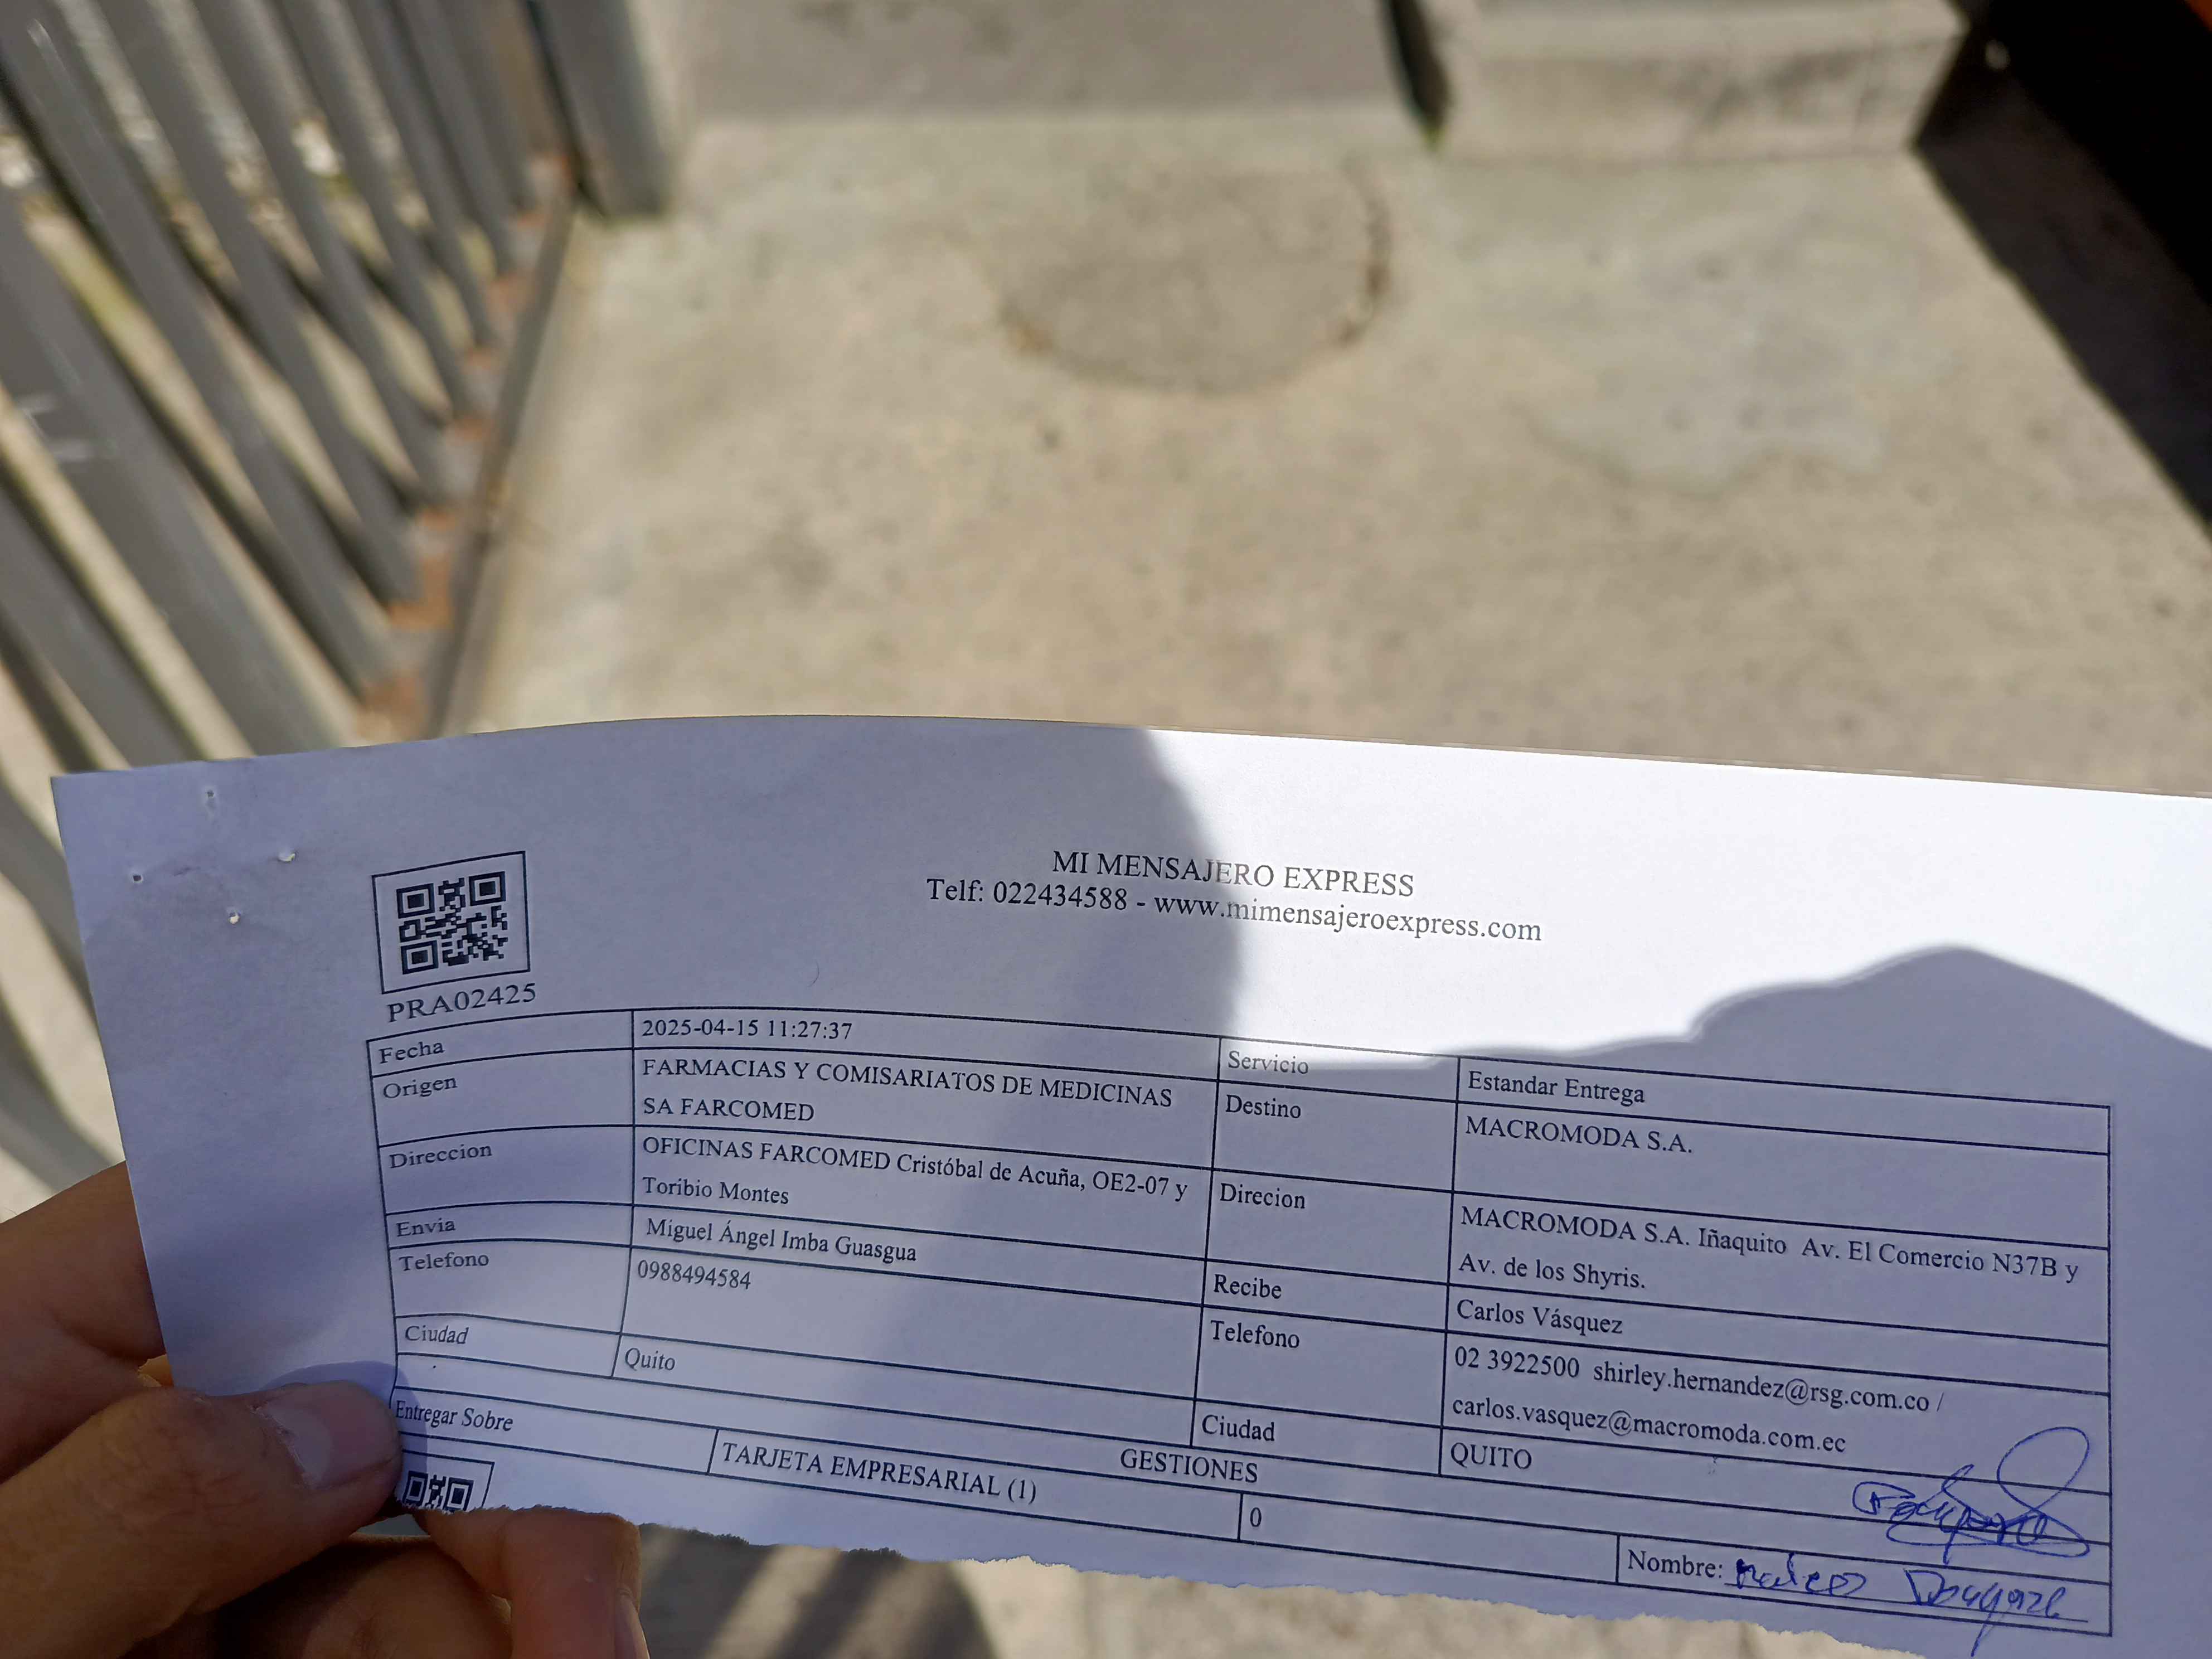 MI MENSAJERO EXPRESS
Telf: 022434588 - www.mimensajeroexpress.com
PRA02425
Fecha 2025-04-15 11:27:37 Servicio Estandar Entrega
Origen FARMACIAS Y COMISARIATOS DE MEDICINAS
SA FARCOMED
Destino MACROMODA S.A.
Direccion OFICINAS FARCOMED Cristóbal de Acuña, OE2-07 y
Toribio Montes
Direcion MACROMODA S.A. Iñaquito Av. El Comercio N37B y
Av. de los Shyris.
Envia Miguel Ángel Imba Guasgua Recibe Carlos Vásquez
Telefono 0988494584 Telefono 02 3922500 shirley.hernandez@rsg.com.co /
carlos.vasquez@macromoda.com.ec
Ciudad Quito Ciudad QUITO
GESTIONES
Entregar Sobre TARJETA EMPRESARIAL (1) 0
Nombre: